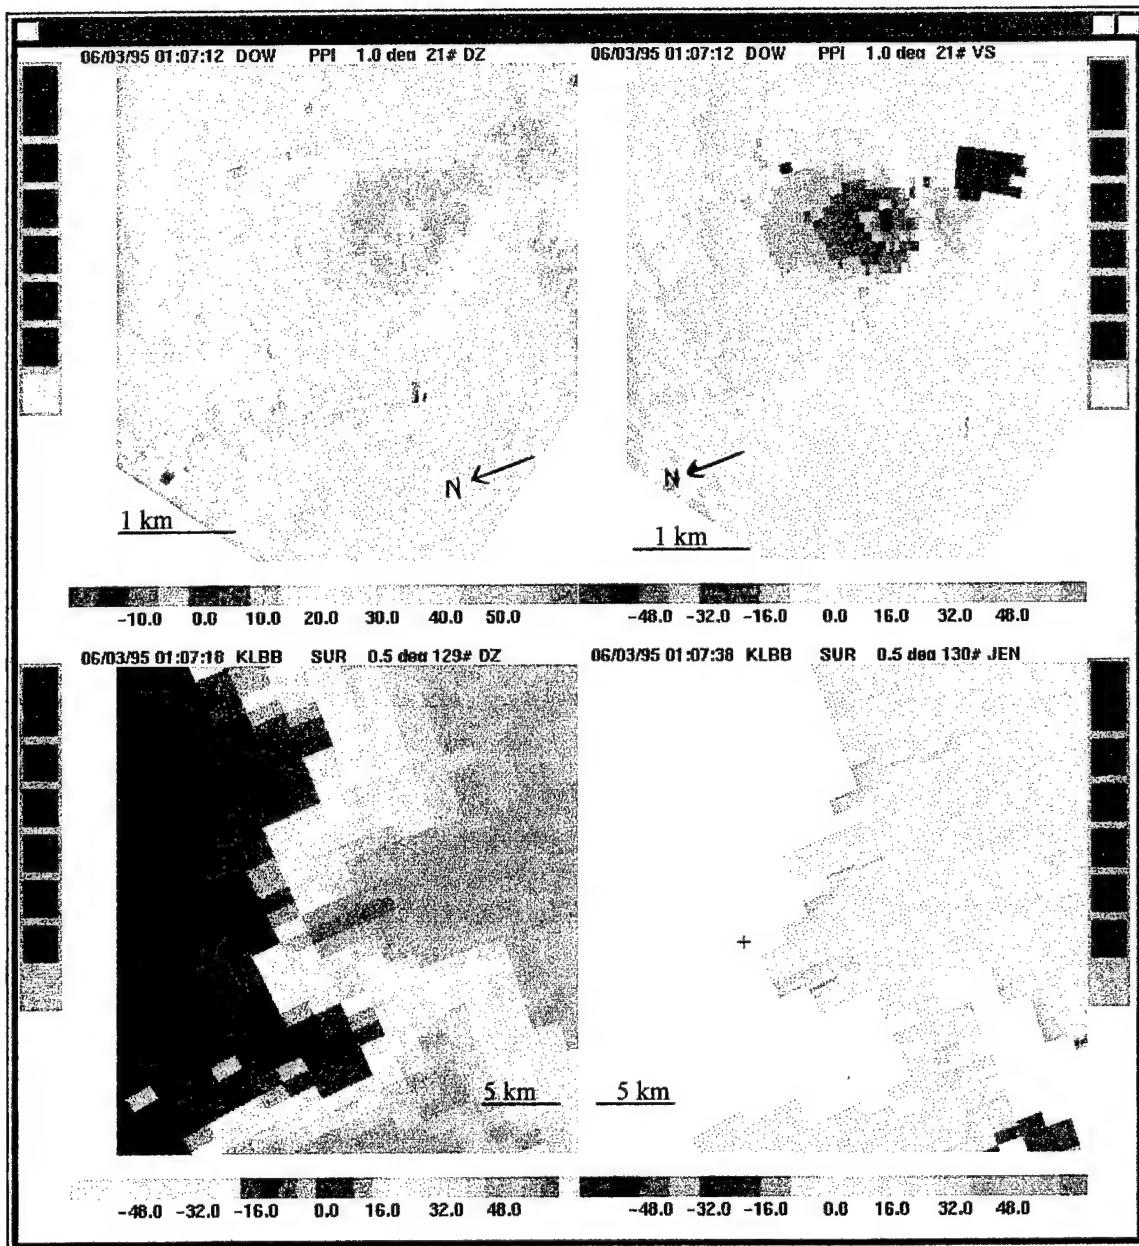 06/03/95 01:07:12 DOW PPI 1.0 deg 21# DZ
06/03/95 01:07:12 DOW PPI 1.0 deg 21# VS
N
N
1 km
1 km
-10.0 0.0 10.0 20.0 30.0 40.0 50.0
-48.0 -32.0 -16.0 0.0 16.0 32.0 48.0
06/03/95 01:07:18 KLBB SUR 0.5 deg 129# DZ
06/03/95 01:07:38 KLBB SUR 0.5 deg 130# JEN
+
5 km
5 km
-48.0 -32.0 -16.0 0.0 16.0 32.0 48.0
-48.0 -32.0 -16.0 0.0 16.0 32.0 48.0